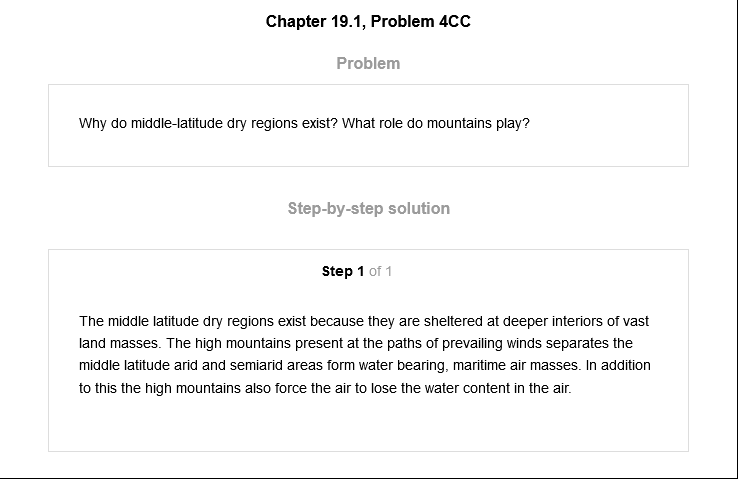 Chapter 19.1, Problem 4CC
Problem
Why do middle-latitude dry regions exist? What role do mountains play?
Step-by-step solution
Step 1 of 1
The middle latitude dry regions exist because they are sheltered at deeper interiors of vast
land masses. The high mountains present at the paths of prevailing winds separates the
middle latitude arid and semiarid areas form water bearing, maritime air masses. In addition
to this the high mountains also force the air to lose the water content in the air.